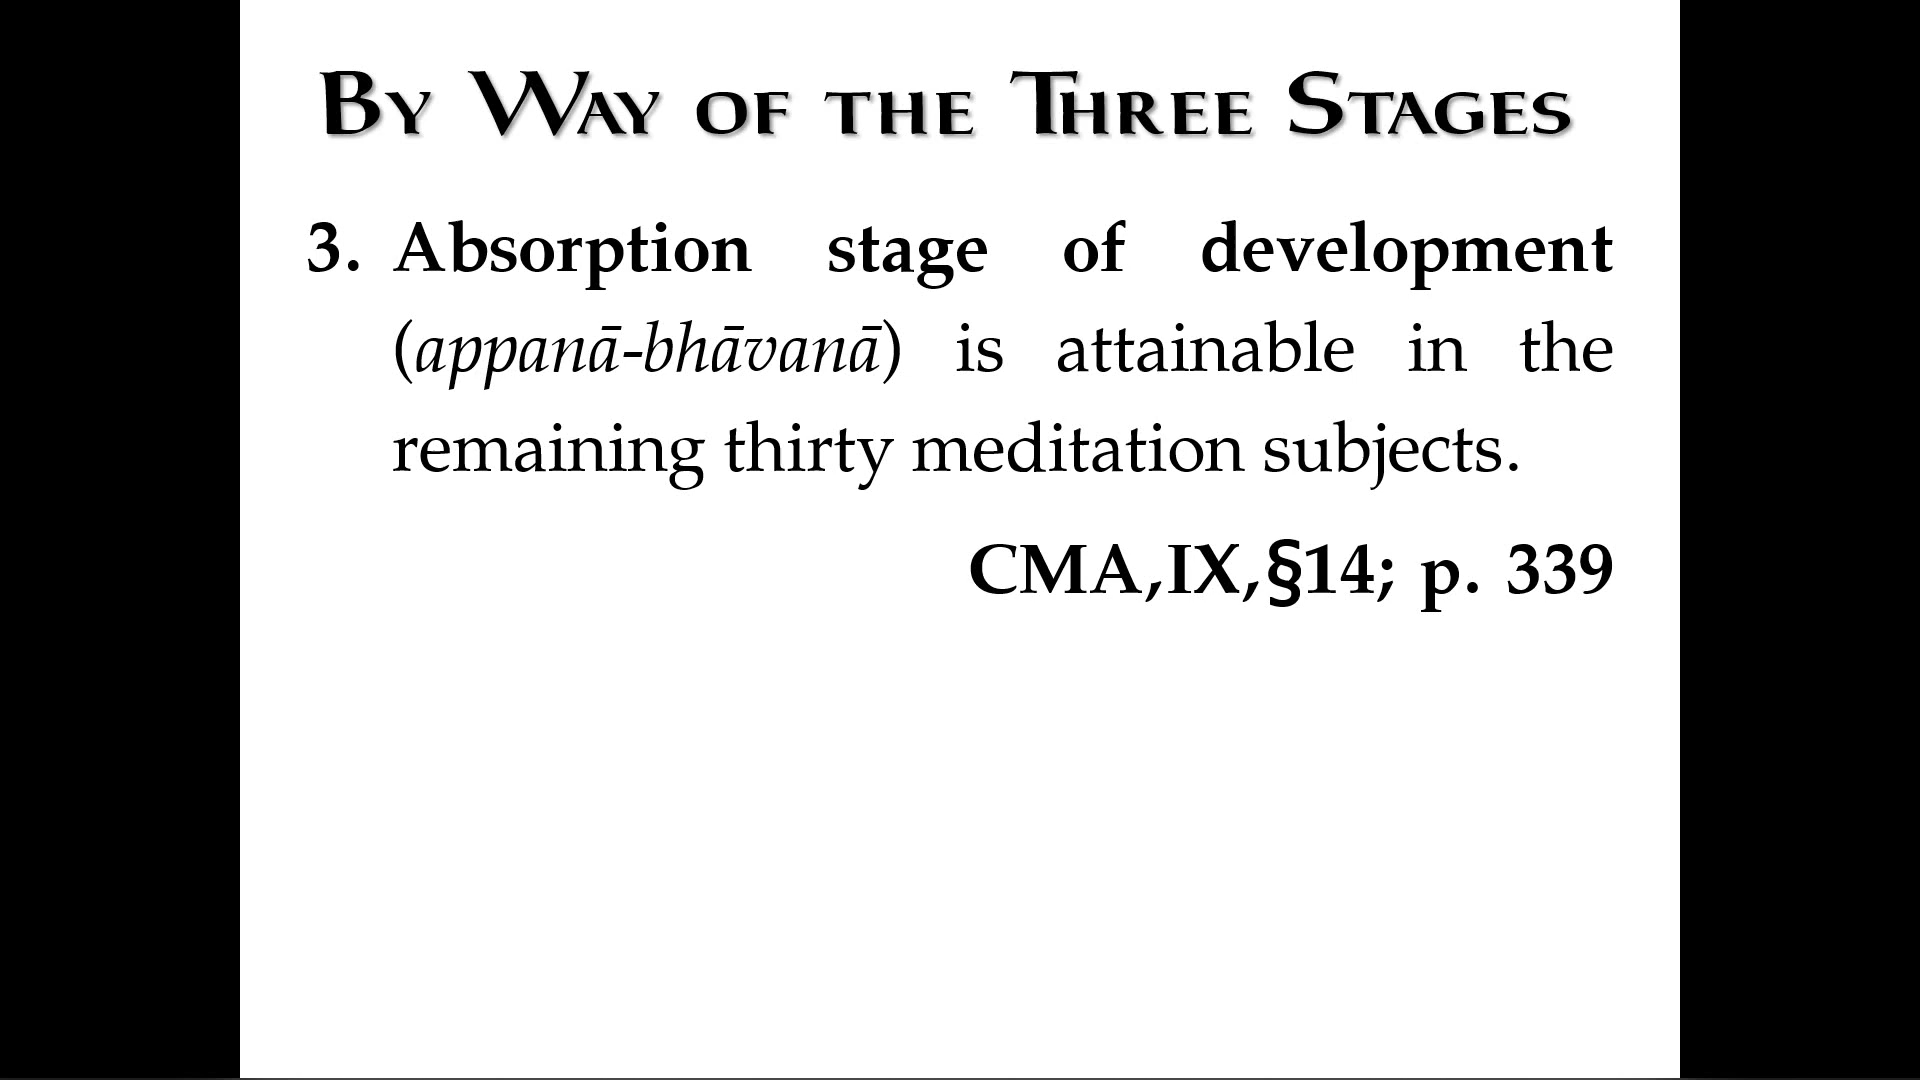 By Way of the Three Stages
3. Absorption stage of development
(appanā-bhāvanā) is attainable in the
remaining thirty meditation subjects.
CMA,IX,§14; p. 339